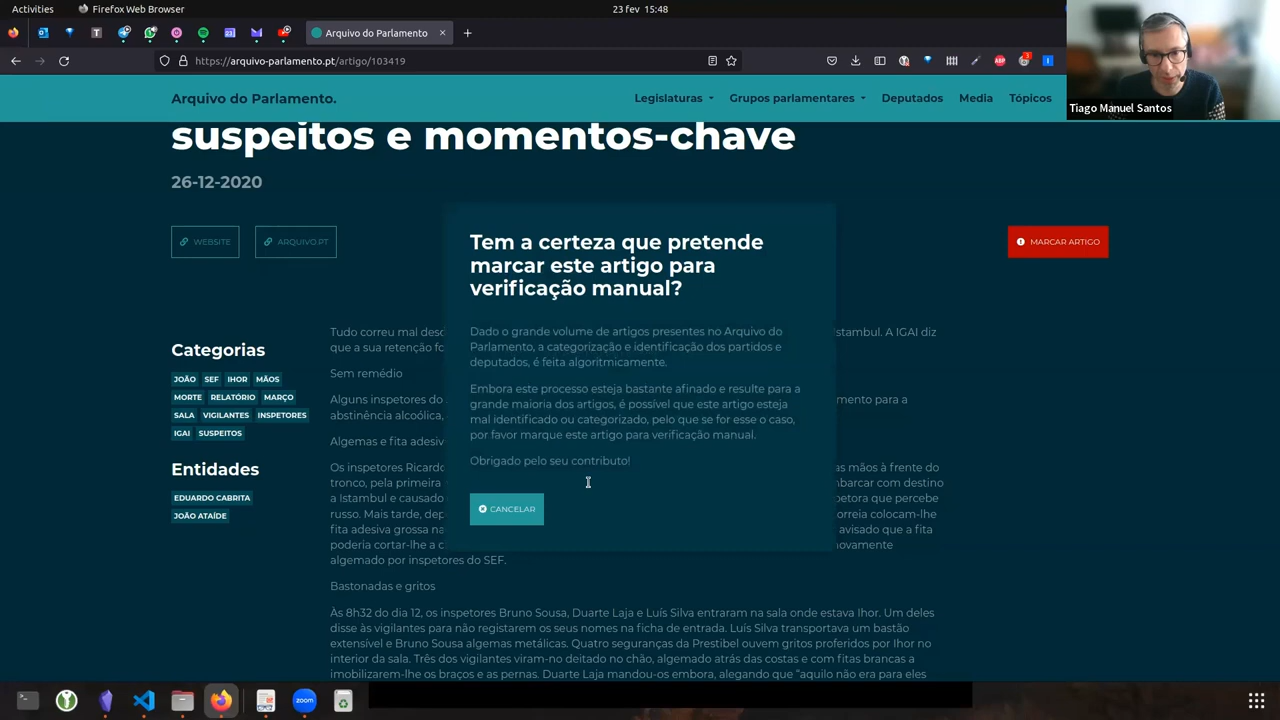 Activities
Firefox Web Browser
23 fev 15:48
Arquivo do Parlamento
https://arquivo-parlamento.pt/artigo/103419
Tiago Manuel Santos
Arquivo do Parlamento.
Legislaturas
Grupos parlamentares
Deputados
Media
Tópicos
suspeitos e momentos-chave
26-12-2020
WEBSITE
ARQUIVO.PT
MARCAR ARTIGO
Tem a certeza que pretende
marcar este artigo para
verificação manual?
Dado o grande volume de artigos presentes no Arquivo do
Parlamento, a categorização e identificação dos partidos e
deputados, é feita algoritmicamente.
Embora este processo esteja bastante afinado e resulte para a
grande maioria dos artigos, é possível que este artigo esteja
mal identificado ou categorizado, pelo que se for esse o caso,
por favor marque este artigo para verificação manual.
Obrigado pelo seu contributo!
CANCELAR
Categorias
JOÃO SEF IHOR MÃOS
MORTE RELATÓRIO MARÇO
SALA VIGILANTES INSPETORES
IGAI SUSPEITOS
Entidades
EDUARDO CABRITA
JOÃO ATAÍDE
Tudo correu mal Istambul. A IGAI diz
que a sua retenção
Sem remédio
Alguns inspetores do para a
abstinência alcoólica,
Algemas e fita
Os inspetores Ricardo as mãos à frente do
tronco, pela primeira embarcar com destino
a Istambul e causado que percebe
russo. Mais tarde, colocam-lhe
fita adesiva grossa avisado que a fita
poderia cortar-lhe a novamente
algemado por inspetores do SEF.
Bastonadas e gritos
Às 8h32 do dia 12, os inspetores Bruno Sousa, Duarte Laja e Luís Silva entraram na sala onde estava Ihor. Um deles
disse às vigilantes para não registarem os seus nomes na ficha de entrada. Luís Silva transportava um bastão
extensível e Bruno Sousa algemas metálicas. Quatro seguranças da Prestibel ouvem gritos proferidos por Ihor no
interior da sala. Três dos vigilantes viram-no deitado no chão, algemado atrás das costas e com fitas brancas a
imobilizarem-lhe os braços e as pernas. Duarte Laja mandou-os embora, alegando que “aquilo não era para eles
zoom